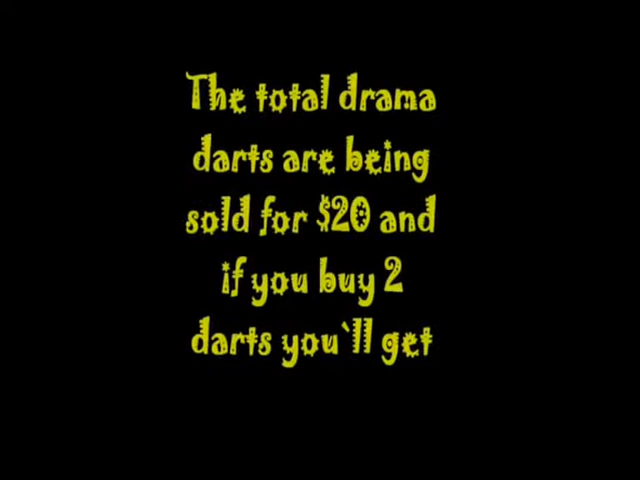 The total drama
darts are being
sold for $20 and
if you buy 2
darts you`ll get